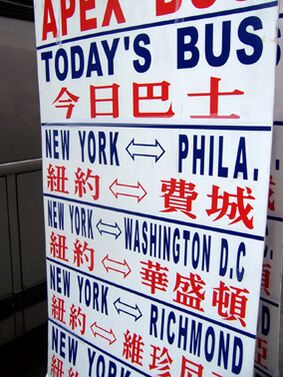 APEX BUS
TODAY'S BUS
今日巴士
NEW YORK ⇔ PHILA.
紐約 ⇔ 費城
NEW YORK ⇔ WASHINGTON D.C
紐約 ⇔ 華盛頓
NEW YORK ⇔ RICHMOND
紐約 ⇔ 維珍
NEW YORK